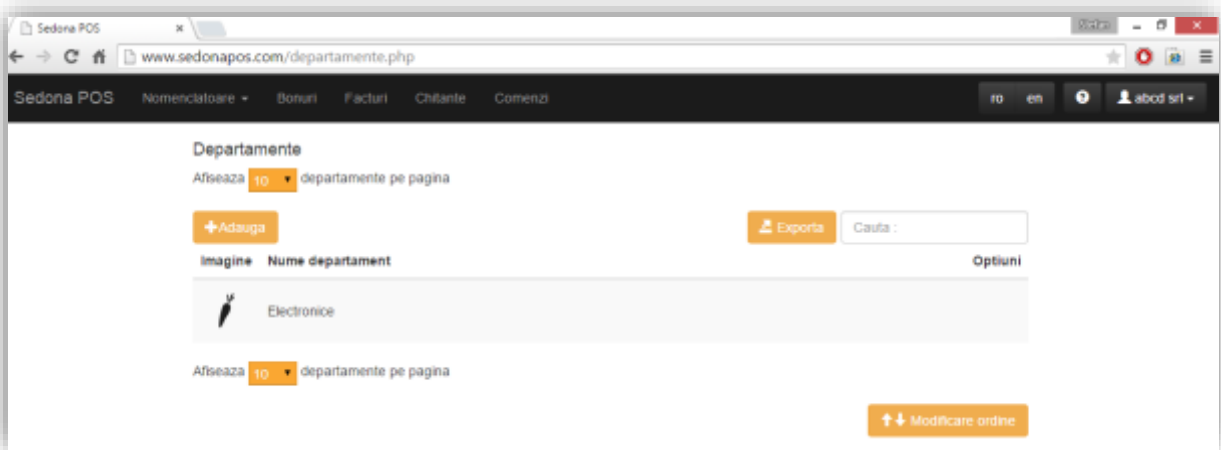 Sedona POS
www.sedonapos.com/departamente.php
Sedona POS Nomenclatoare Bonuri Facturi Chitante Comenzi ro en abcd srl
Departamente
Afiseaza 10 departamente pe pagina
Adauga Exporta Cauta :
Imagine Nume departament Optiuni
Electronice
Afiseaza 10 departamente pe pagina
Modificare ordine